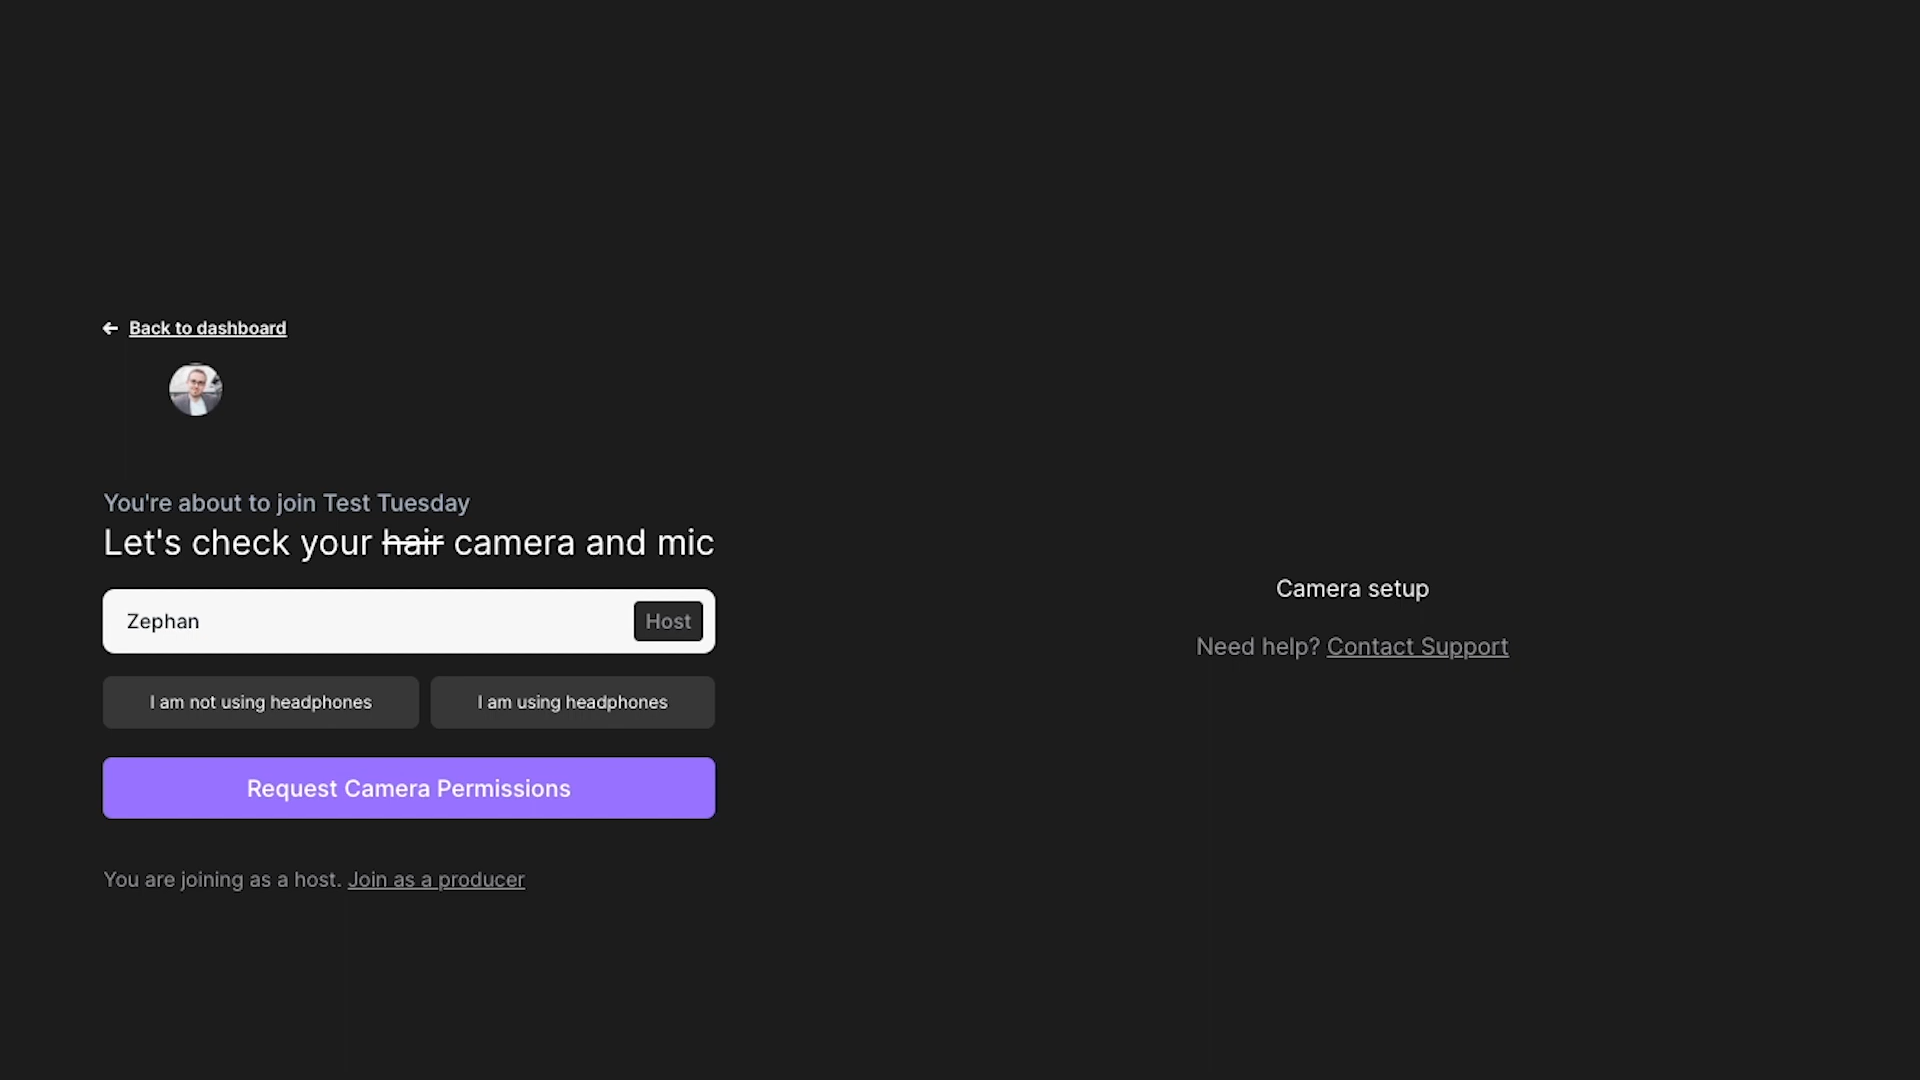 Back to dashboard
You're about to join Test Tuesday
Let's check your hair camera and mic
Zephan
Host
I am not using headphones
I am using headphones
Request Camera Permissions
You are joining as a host. Join as a producer
Camera setup
Need help? Contact Support